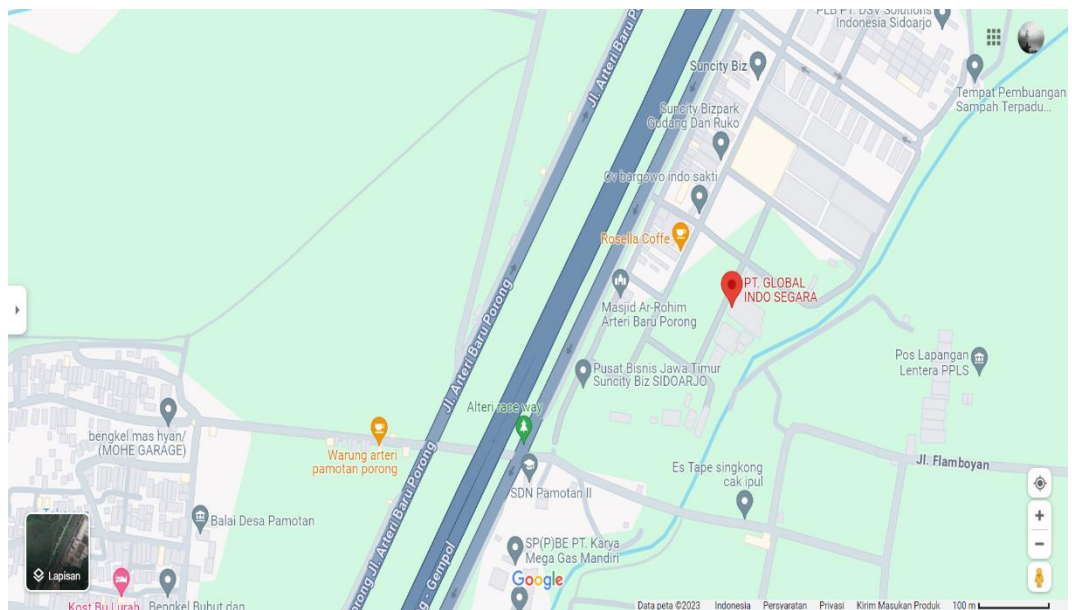 PLB PT. DSV Solutions
Indonesia Sidoarjo
Suncity Biz
Tempat Pembuangan
Sampah Terpadu...
Suncity Bizpark
Gudang Dan Ruko
Jl. Arteri Baru Porong
Cv bargowo indo sakti
Rosella Coffe
PT. GLOBAL
INDO SEGARA
Masjid Ar-Rohim
Arteri Baru Porong
Jl. Arteri Baru Porong
Pos Lapangan
Lentera PPLS
Pusat Bisnis Jawa Timur
Suncity Biz SIDOARJO
Alteri race way
bengkel mas hyan/
(MOHE GARAGE)
Warung arteri
pamotan porong
Jl. Flamboyan
Es Tape singkong
cak ipul
SDN Pamotan II
Jl. Arteri Baru Porong
Balai Desa Pamotan
SP(P)BE PT. Karya
Mega Gas Mandiri
- Gempol
Lapisan
Google
Kost Bu Lurah
Bengkel Bubut dan
Data peta ©2023
Indonesia
Persyaratan
Privasi
Kirim Masukan Produk
100 m